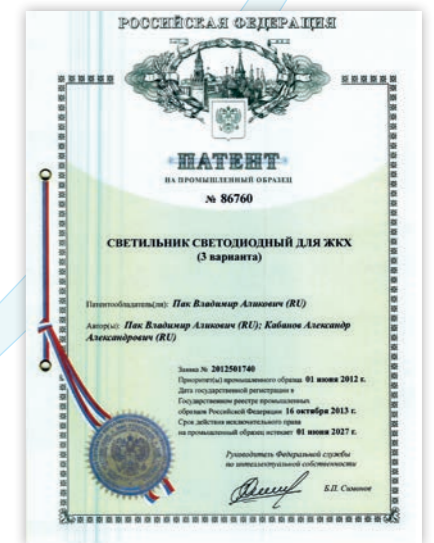 РОССИЙСКАЯ ФЕДЕРАЦИЯ
ПАТЕНТ
НА ПРОМЫШЛЕННЫЙ ОБРАЗЕЦ
№ 86760
СВЕТИЛЬНИК СВЕТОДИОДНЫЙ ДЛЯ ЖКХ
(3 варианта)
Патентообладатель(ли): Пак Владимир Аликович (RU)
Автор(ы): Пак Владимир Аликович (RU); Кабанов Александр
Александрович (RU)
Заявка № 2012501740
Приоритет(ы) промышленного образца 01 июня 2012 г.
Дата государственной регистрации в
Государственном реестре промышленных
образцов Российской Федерации 16 октября 2013 г.
Срок действия исключительного права
на промышленный образец истекает 01 июня 2027 г.
Руководитель Федеральной службы
по интеллектуальной собственности
Б.П. Симонов